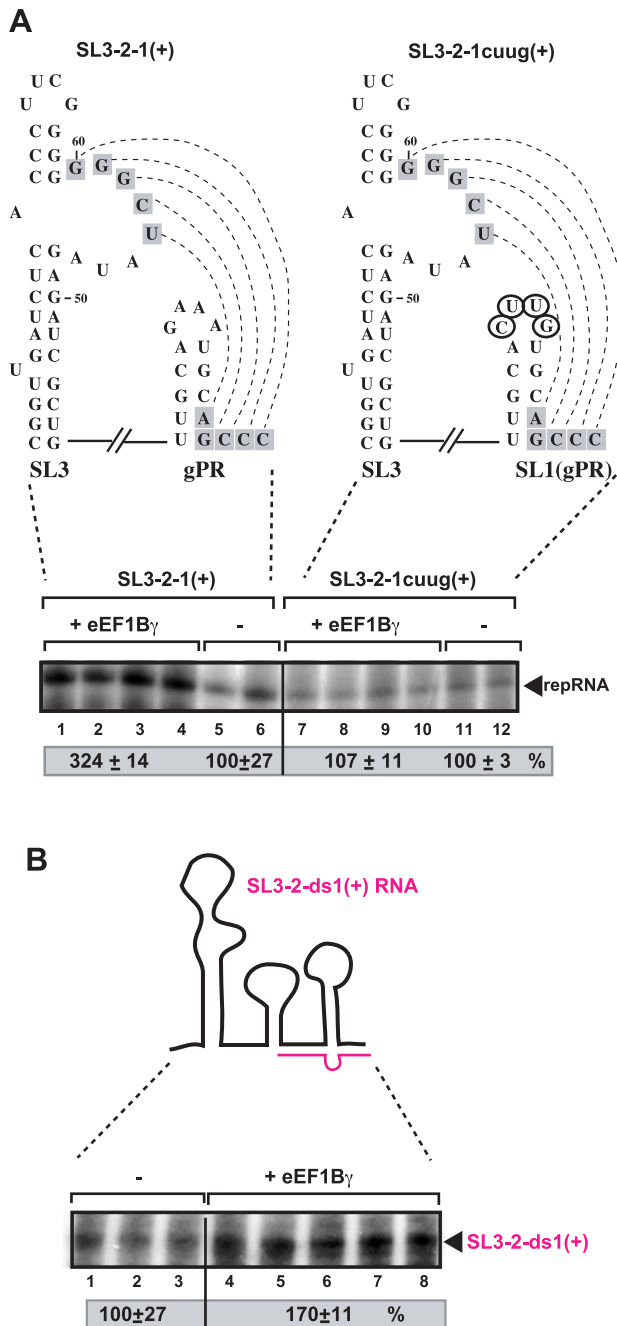 A
SL3-2-1(+)
SL3-2-1cuug(+)
U C
U G
60
G G G C U
A
A U A
50
A A
G A
A U
C G
G C
U A
U G C C C
SL3
gPR
U C
U G
60
G G G C U
A
A U A
50
U U
C G
A U
C G
G C
U A
U G C C C
SL3
SL1(gPR)
SL3-2-1(+)
SL3-2-1cuug(+)
+ eEF1Bγ
-
+ eEF1Bγ
-
repRNA
1 2 3 4 5 6 7 8 9 10 11 12
324 ± 14 100±27 107 ± 11 100 ± 3 %
B
SL3-2-ds1(+) RNA
-
+ eEF1Bγ
SL3-2-ds1(+)
1 2 3 4 5 6 7 8
100±27 170±11 %